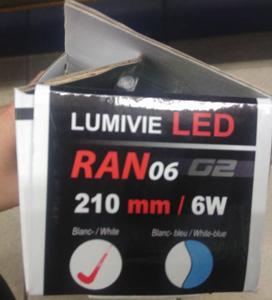 LUMIVIE LED
RAN06 G2
210 mm / 6W
Blanc- / White
Blanc- bleu / White-blue